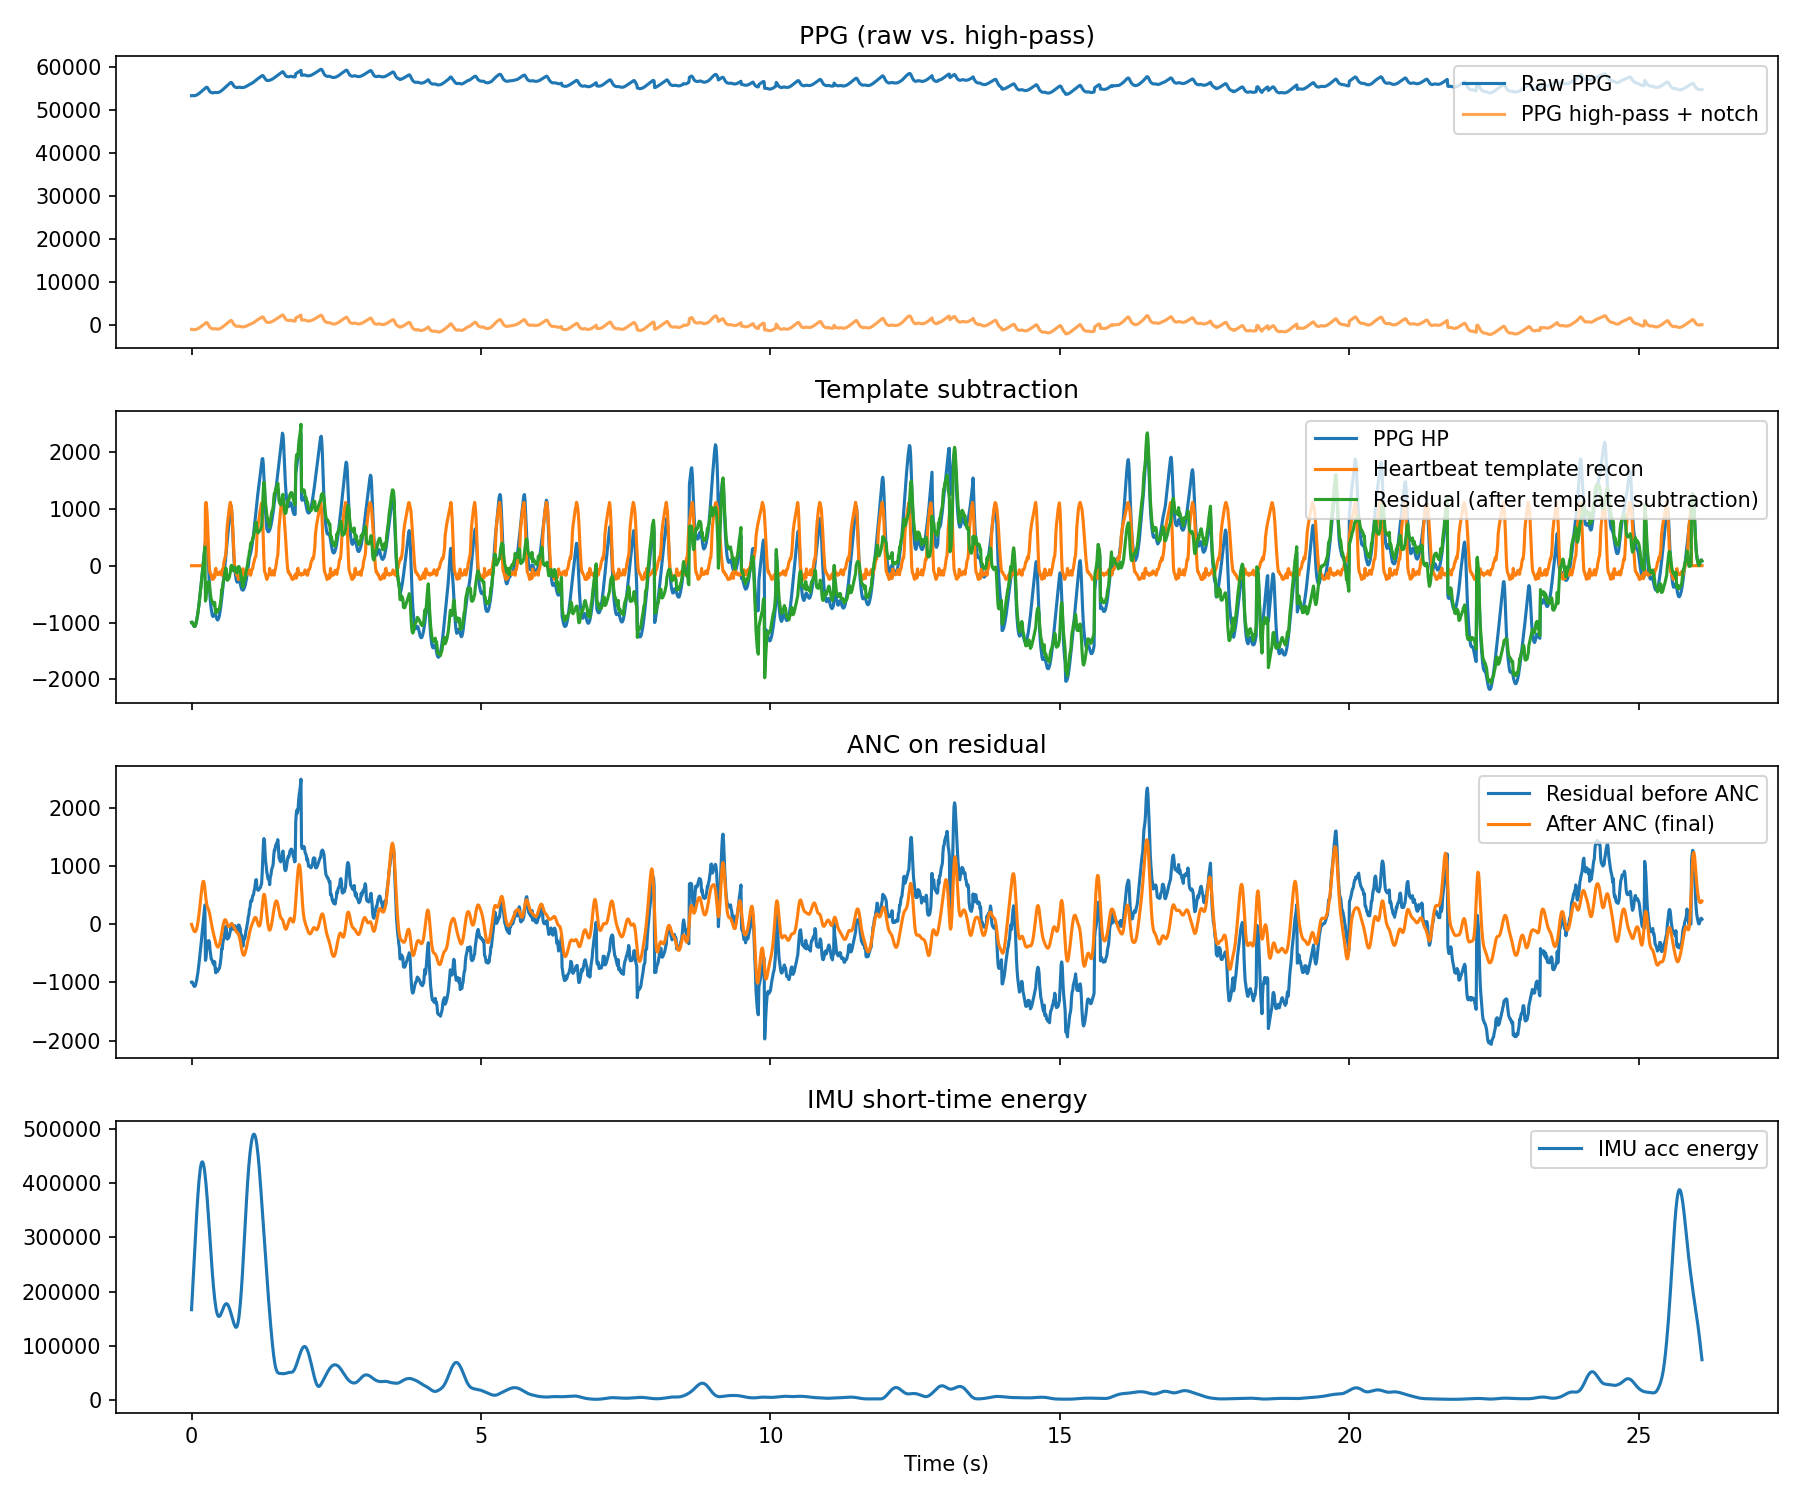 PPG (raw vs. high-pass)
60000
50000
40000
30000
20000
10000
0
Raw PPG
PPG high-pass + notch
Template subtraction
2000
1000
0
−1000
−2000
PPG HP
Heartbeat template recon
Residual (after template subtraction)
ANC on residual
2000
1000
0
−1000
−2000
Residual before ANC
After ANC (final)
IMU short-time energy
500000
400000
300000
200000
100000
0
IMU acc energy
0 5 10 15 20 25
Time (s)